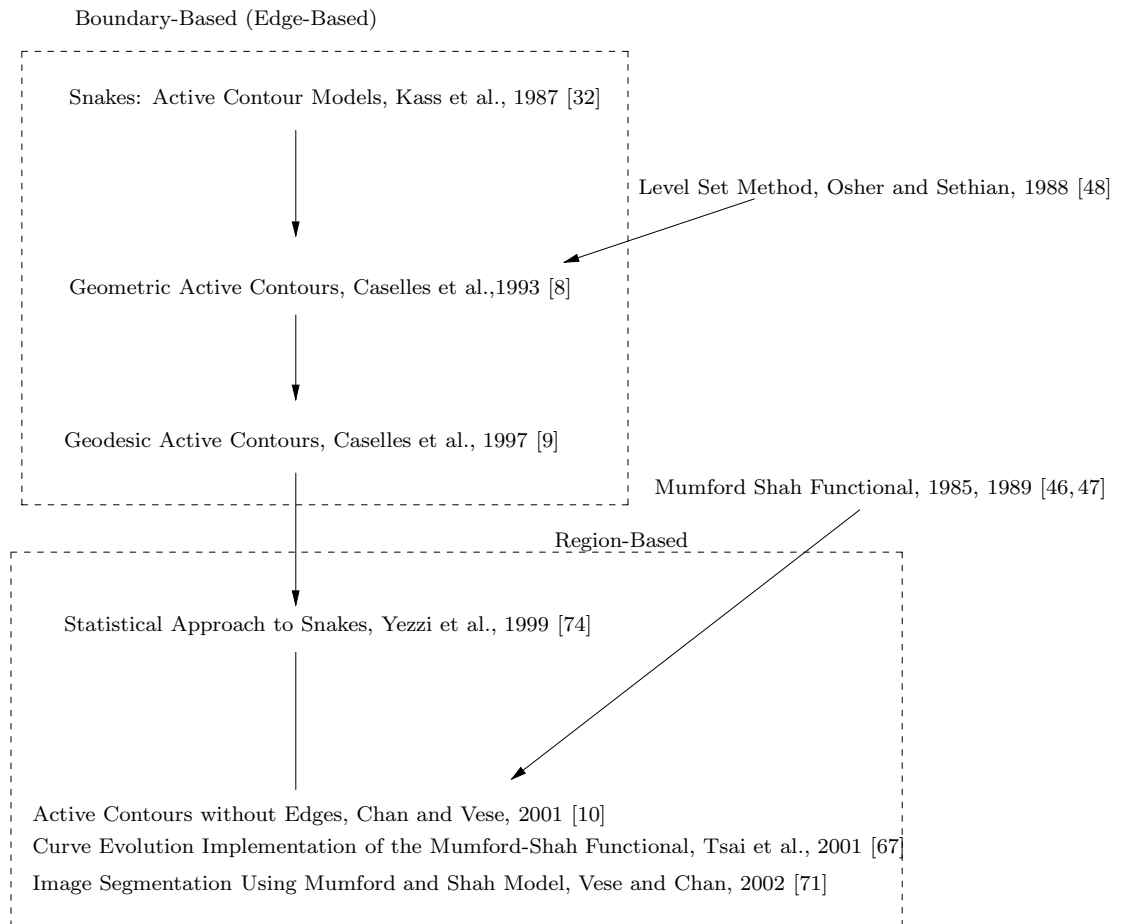 Boundary-Based (Edge-Based)
Snakes: Active Contour Models, Kass et al., 1987 [32]
Level Set Method, Osher and Sethian, 1988 [48]
Geometric Active Contours, Caselles et al.,1993 [8]
Geodesic Active Contours, Caselles et al., 1997 [9]
Mumford Shah Functional, 1985, 1989 [46,47]
Region-Based
Statistical Approach to Snakes, Yezzi et al., 1999 [74]
Active Contours without Edges, Chan and Vese, 2001 [10]
Curve Evolution Implementation of the Mumford-Shah Functional, Tsai et al., 2001 [67]
Image Segmentation Using Mumford and Shah Model, Vese and Chan, 2002 [71]